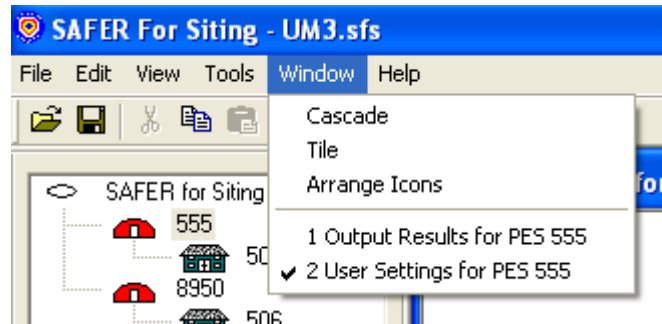 SAFER For Siting - UM3.sfs
File Edit View Tools Window Help
Cascade
Tile
Arrange Icons
1 Output Results for PES 555
2 User Settings for PES 555
SAFER for Siting
555
8950
506